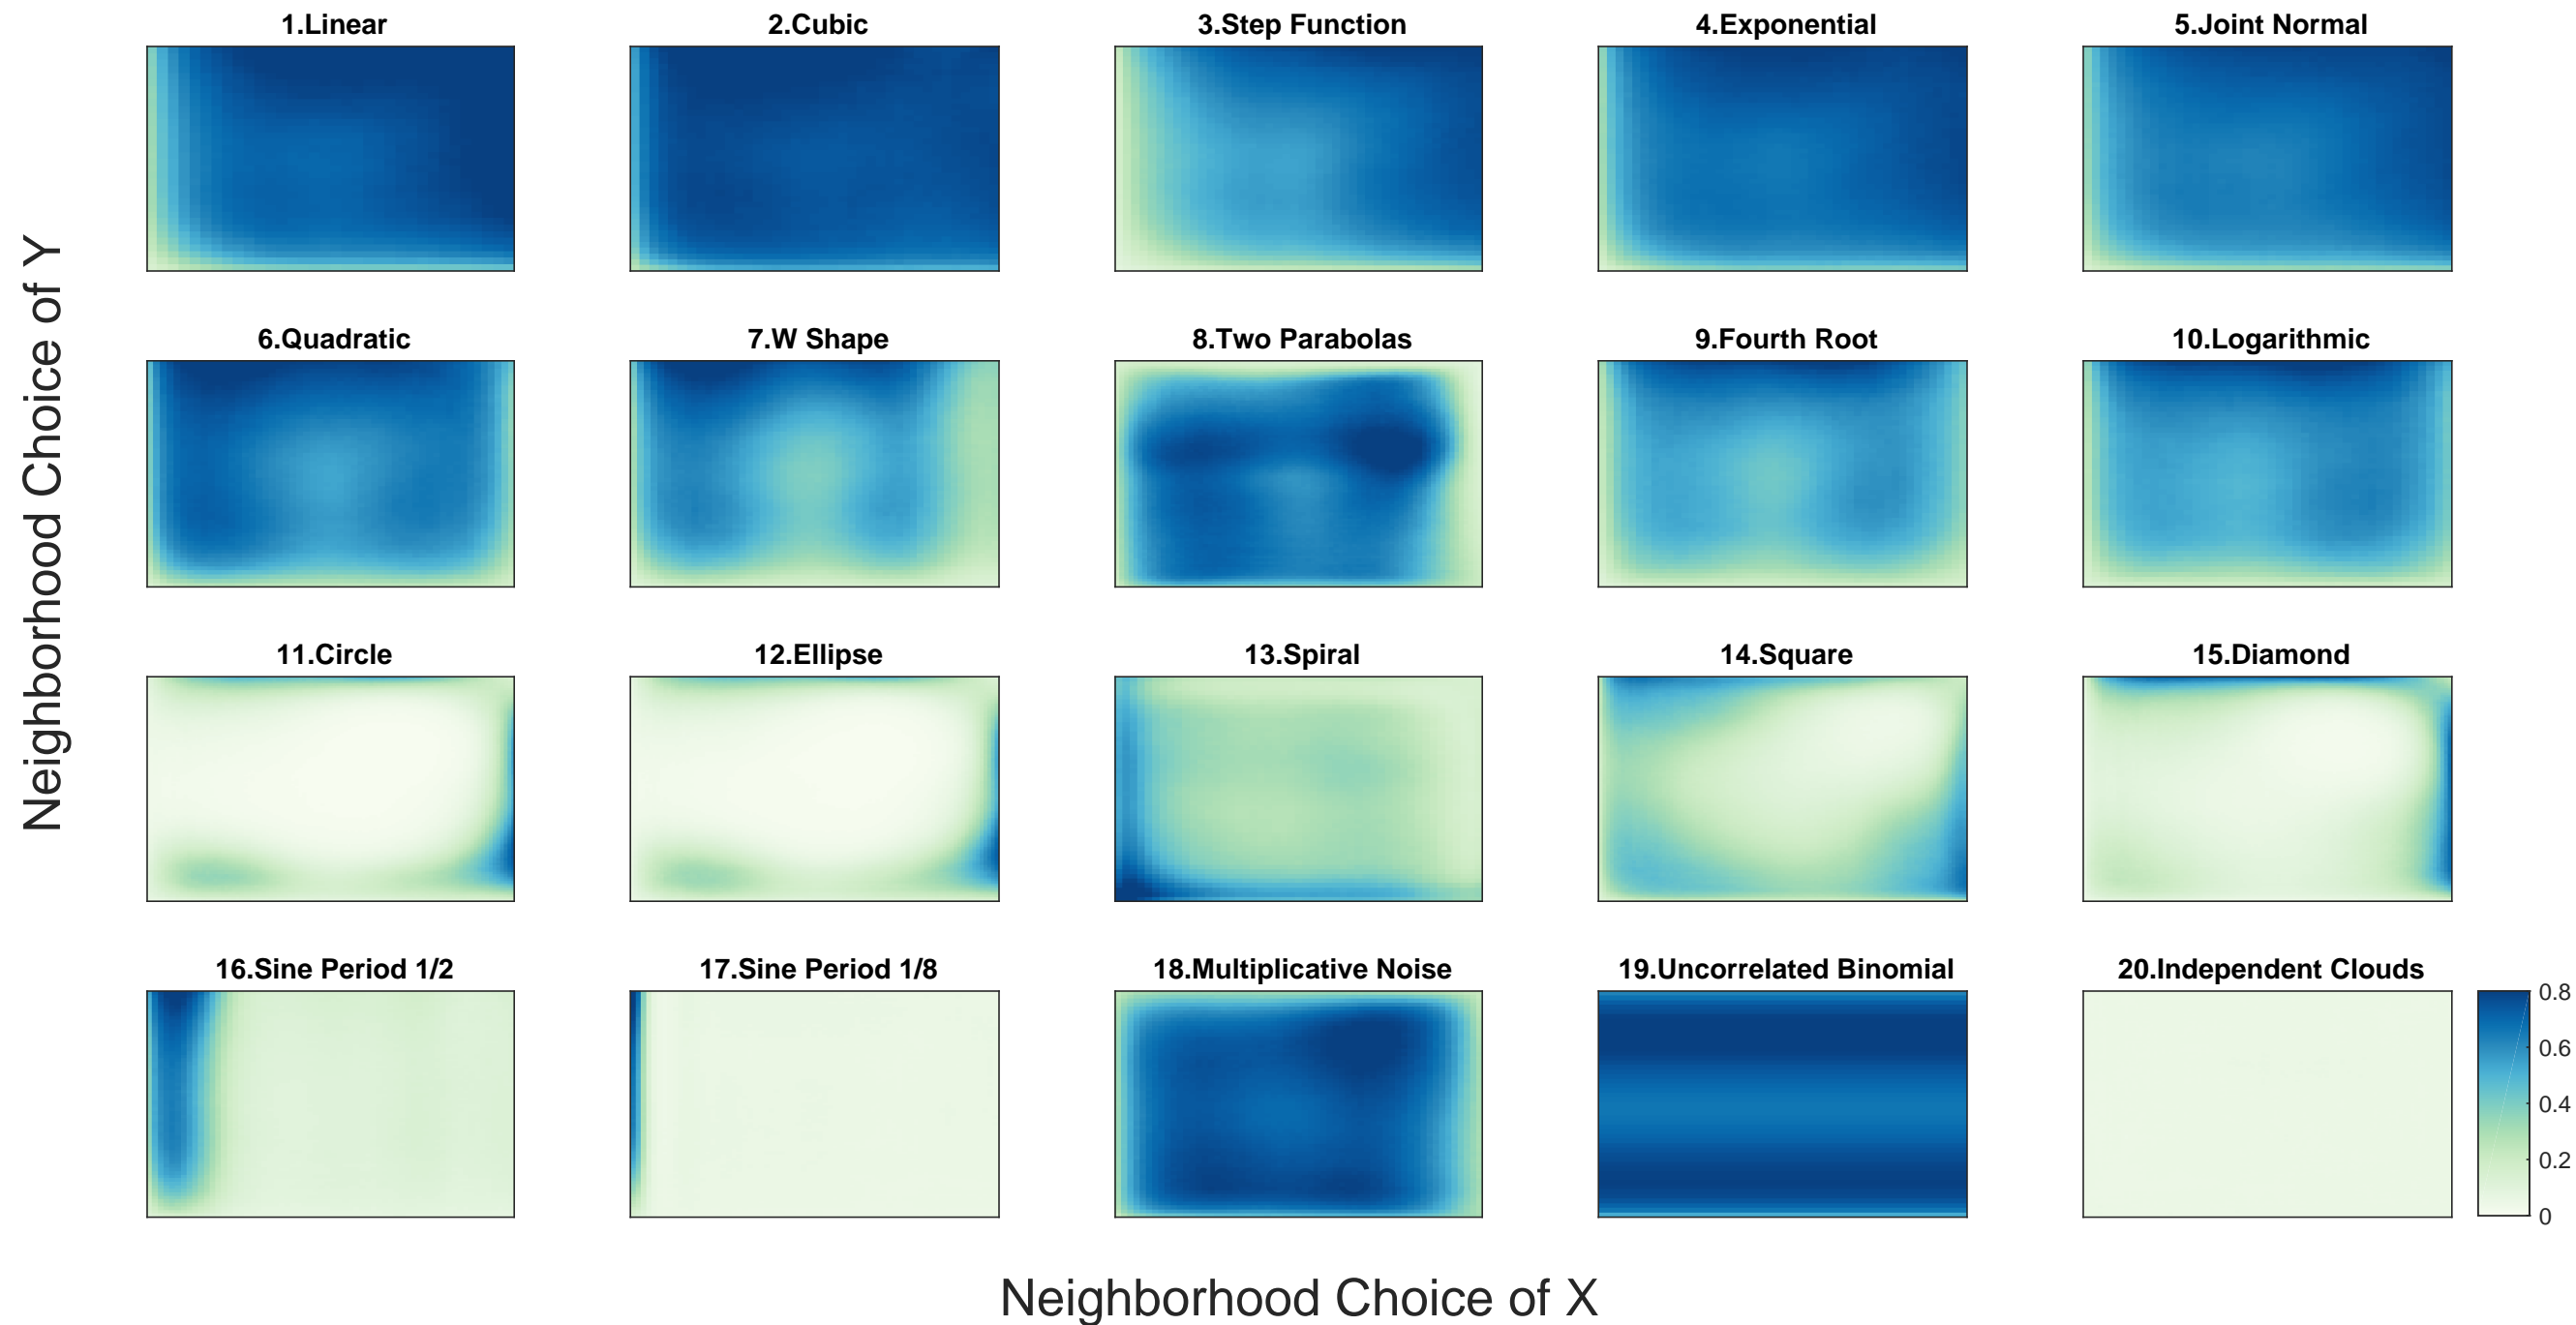 1.Linear
2.Cubic
3.Step Function
4.Exponential
5.Joint Normal
Neighborhood Choice of Y
6.Quadratic
7.W Shape
8.Two Parabolas
9.Fourth Root
10.Logarithmic
11.Circle
12.Ellipse
13.Spiral
14.Square
15.Diamond
16.Sine Period 1/2
17.Sine Period 1/8
18.Multiplicative Noise
19.Uncorrelated Binomial
20.Independent Clouds
0.8
0.6
0.4
0.2
0
Neighborhood Choice of X